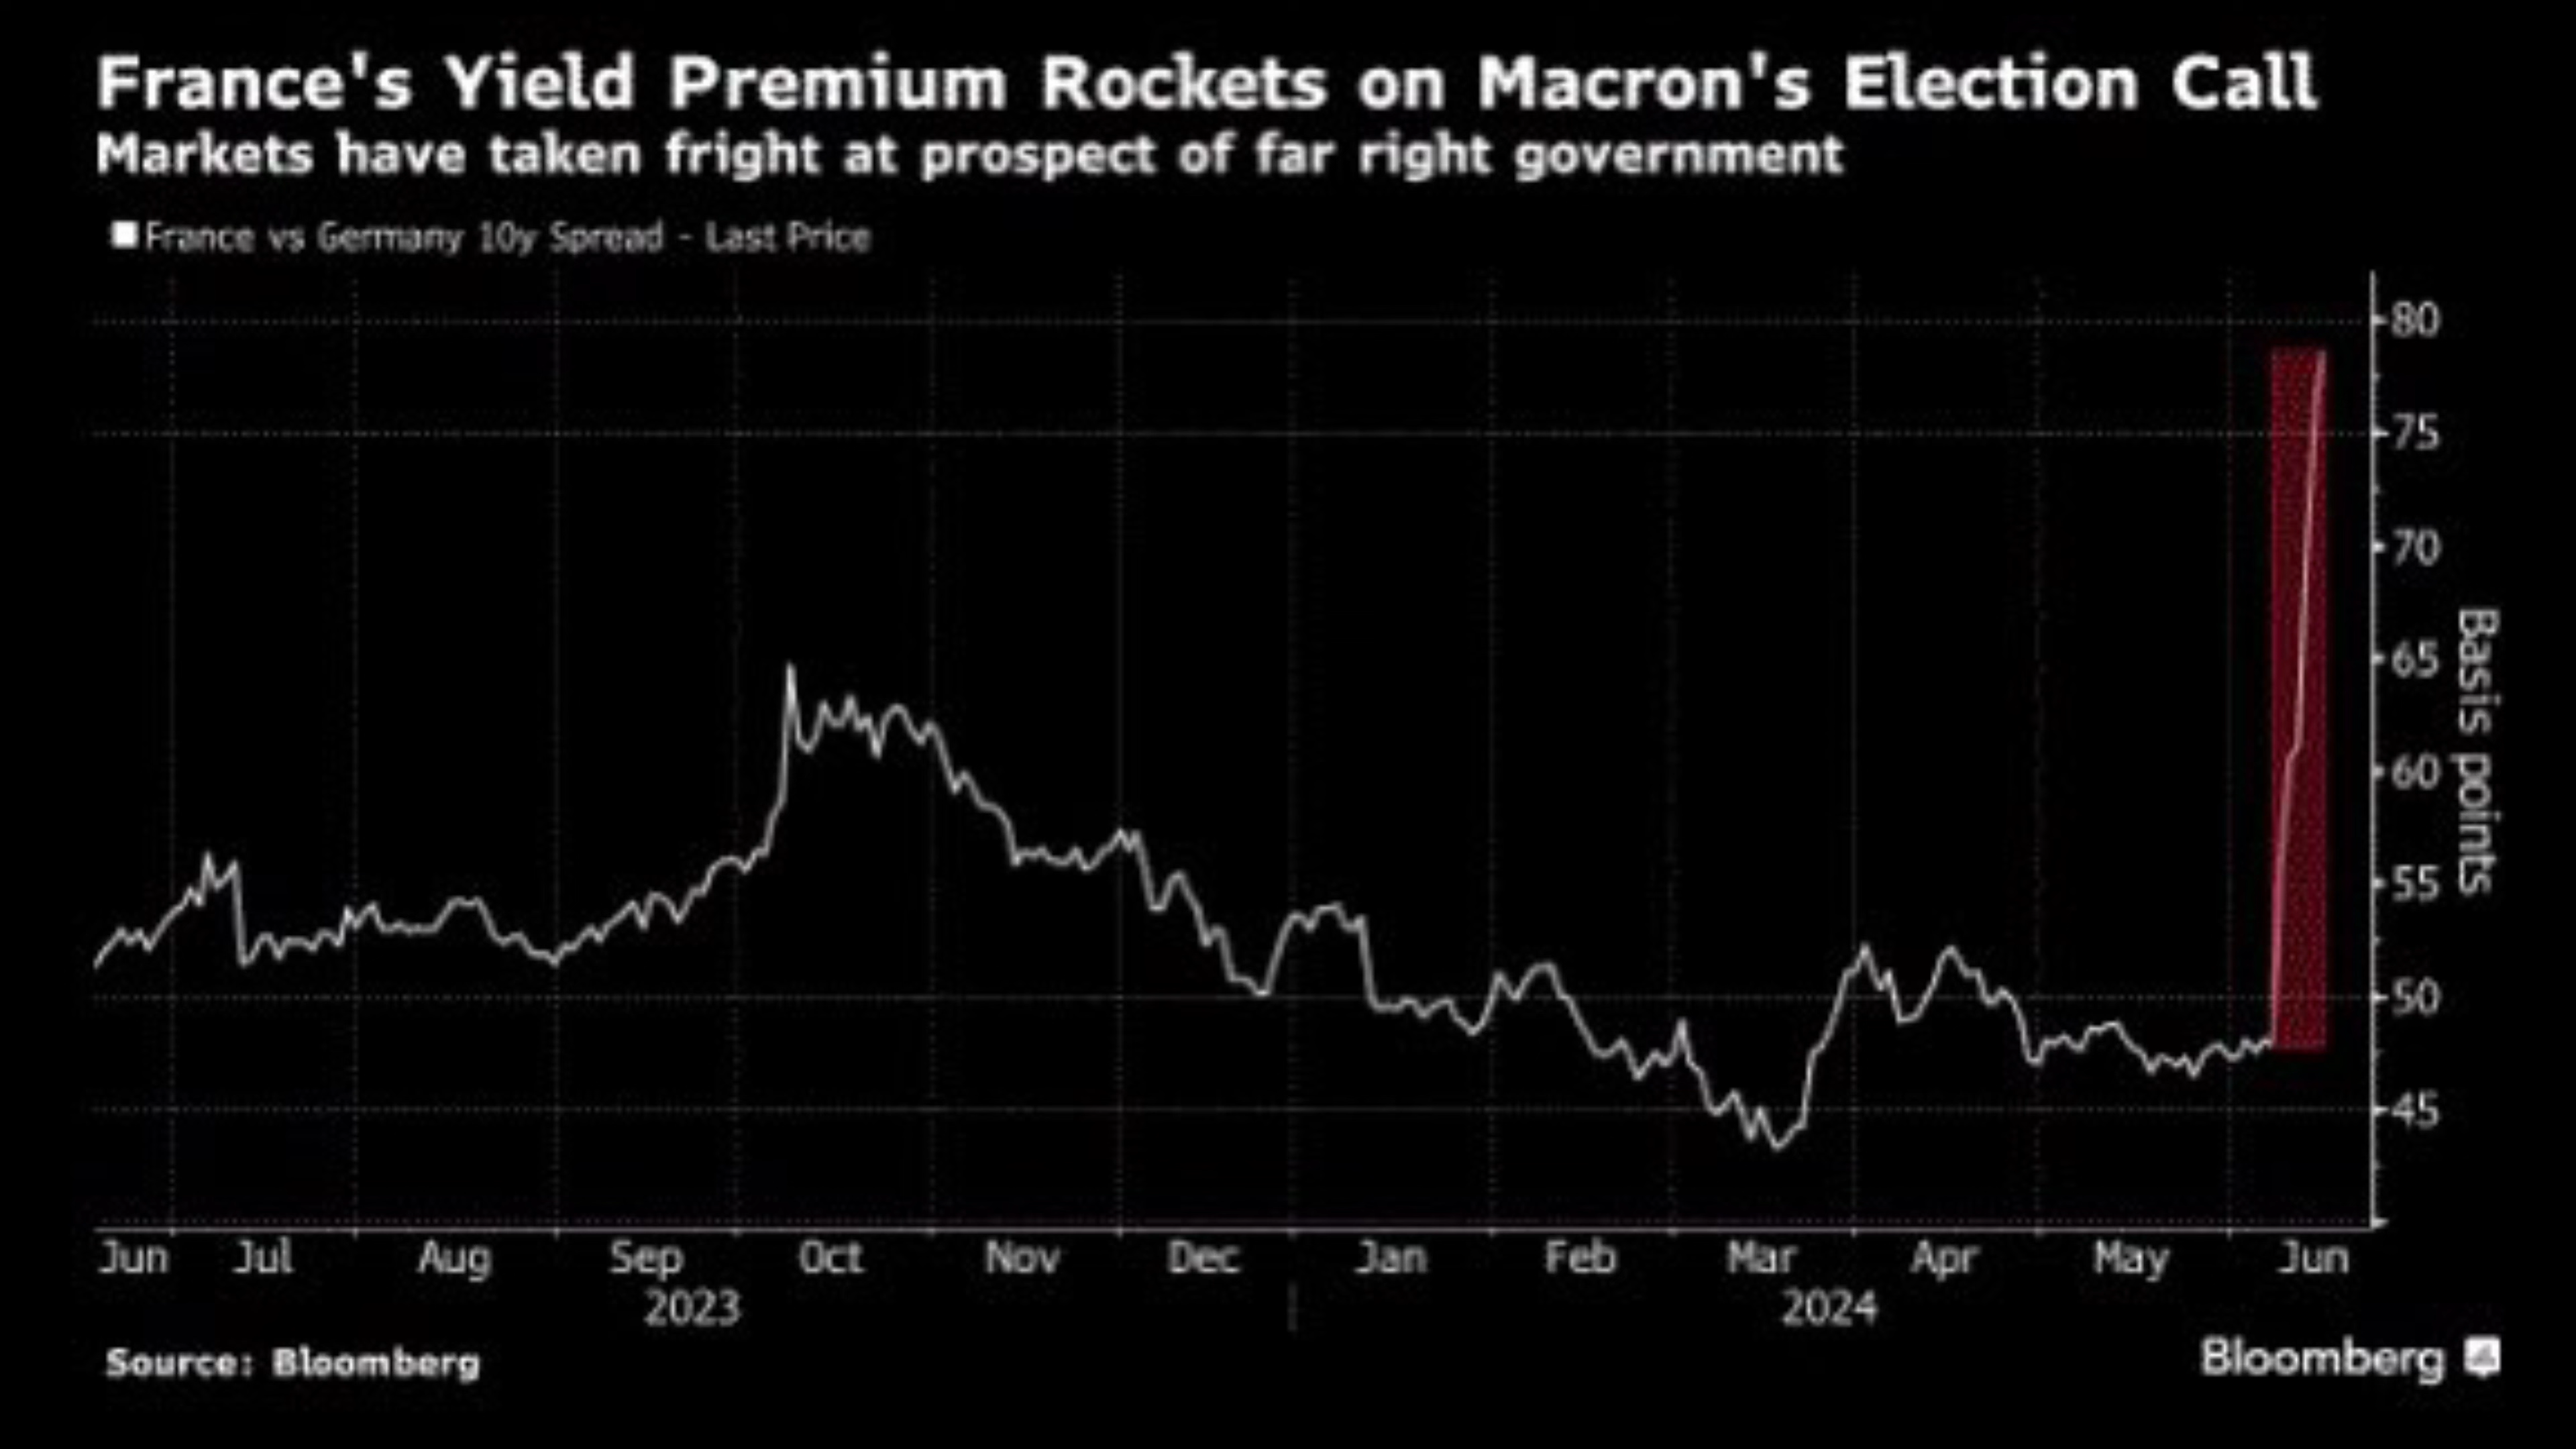 France's Yield Premium Rockets on Macron's Election Call
Markets have taken fright at prospect of far right government
France vs Germany 10y Spread - Last Price
80
75
70
65
60
55
50
45
Basis points
Jun Jul Aug Sep Oct Nov Dec Jan Feb Mar Apr May Jun
2023 2024
Source: Bloomberg
Bloomberg